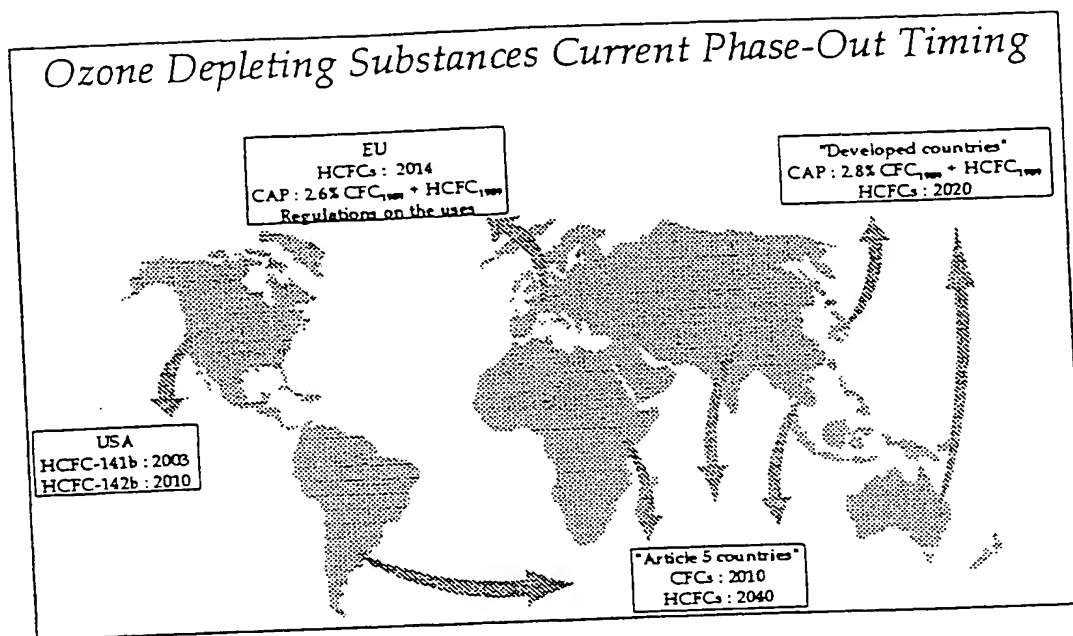 Ozone Depleting Substances Current Phase-Out Timing
EU
HCFCs : 2014
CAP : 2.6% CFC₁₉₈₉ + HCFC₁₉₈₉
Regulations on the uses
"Developed countries"
CAP : 2.8% CFC₁₉₈₉ + HCFC₁₉₈₉
HCFCs : 2020
USA
HCFC-141b : 2003
HCFC-142b : 2010
"Article 5 countries"
CFCs : 2010
HCFCs : 2040